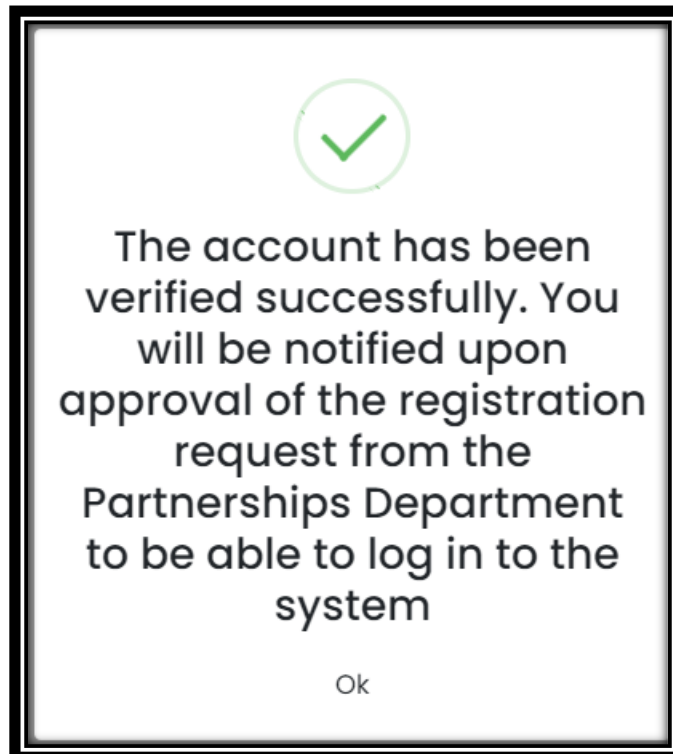 The account has been
verified successfully. You
will be notified upon
approval of the registration
request from the
Partnerships Department
to be able to log in to the
system
Ok